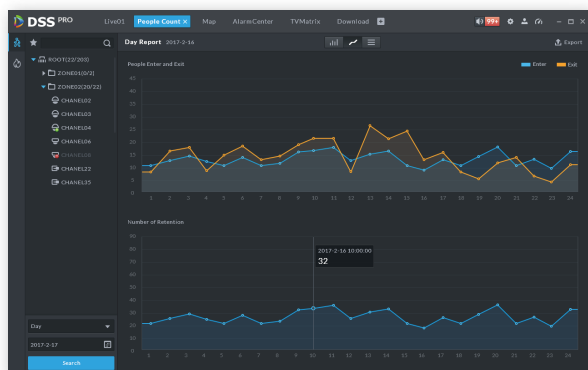 DSS PRO
Live01 People Count × Map AlarmCenter TVMatrix Download
99+
Day Report 2017-2-16
Export
ROOT(22/203)
ZONE01(0/2)
ZONE02(20/22)
CHANEL02
CHANEL03
CHANEL04
CHANEL06
CHANEL22
CHANEL35
People Enter and Exit
Enter Exit
45
40
35
30
25
20
15
10
5
0
1 2 3 4 5 6 7 8 9 10 11 12 13 14 15 16 17 18 19 20 21 22 23 24
Number of Retention
90
80
70
60
50
40
30
20
10
0
2017-2-16 10:00:00
32
1 2 3 4 5 6 7 8 9 10 11 12 13 14 15 16 17 18 19 20 21 22 23 24
Day
2017-2-17
Search